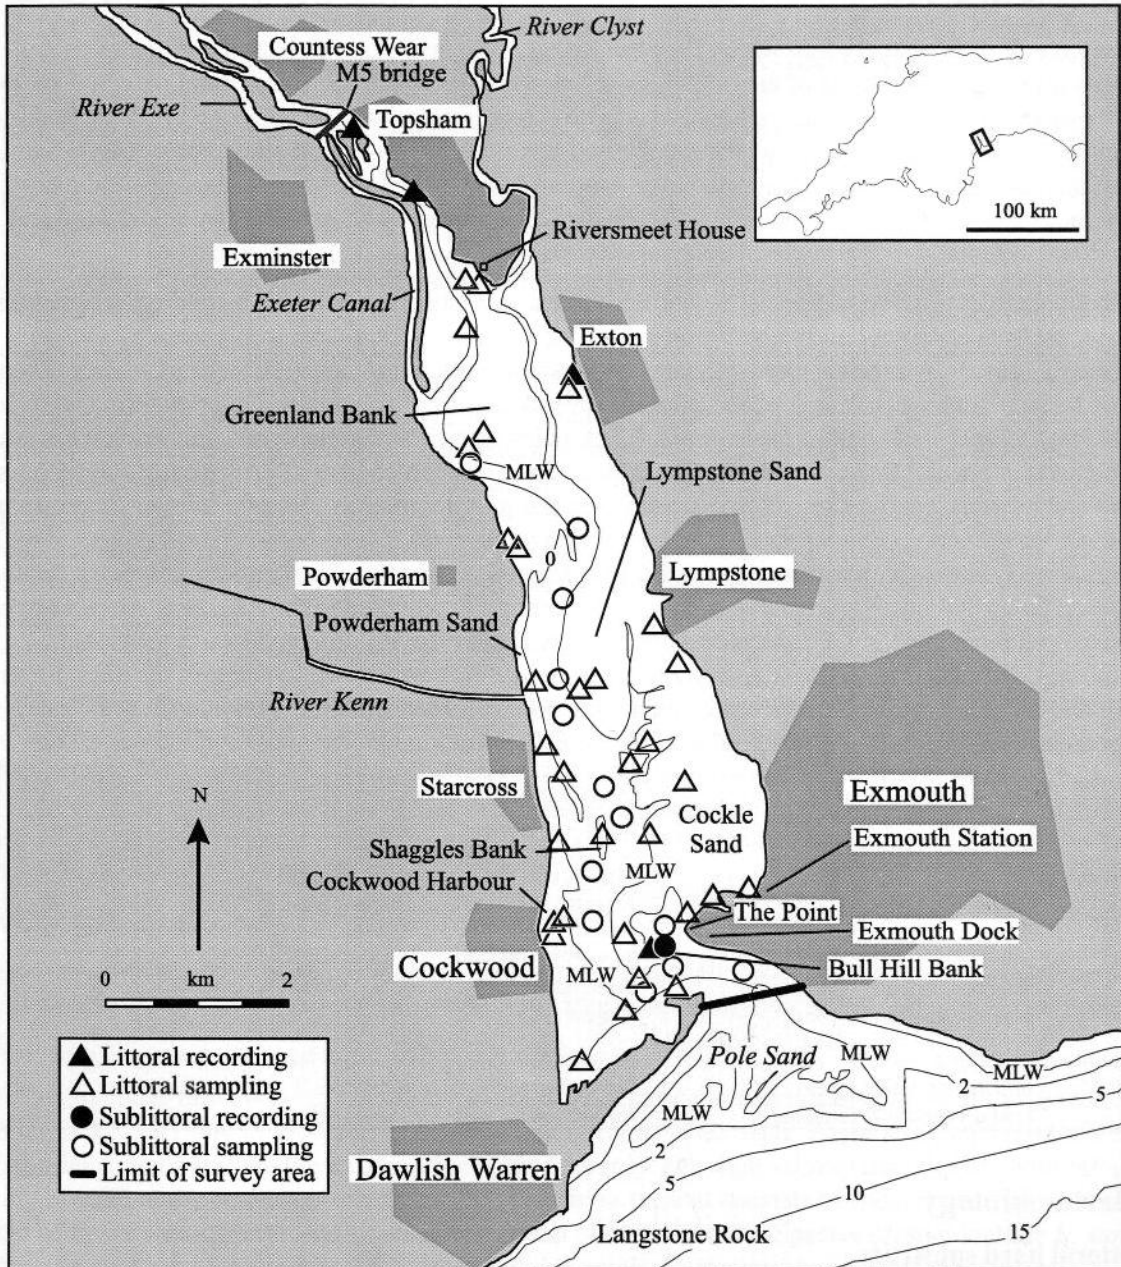 River Clyst
Countess Wear
M5 bridge
River Exe
Topsham
100 km
Riversmeet House
Exminster
Exeter Canal
Exton
Greenland Bank
MLW
Lympstone Sand
0
Powderham
Lympstone
Powderham Sand
River Kenn
N
Starcross
Exmouth
Cockle
Sand
Exmouth Station
Shaggles Bank
MLW
Cockwood Harbour
The Point
Exmouth Dock
Cockwood
MLW
Bull Hill Bank
0 km 2
Pole Sand
MLW
MLW
2
5
MLW
2
5
10
15
Littoral recording
Littoral sampling
Sublittoral recording
Sublittoral sampling
Limit of survey area
Dawlish Warren
Langstone Rock